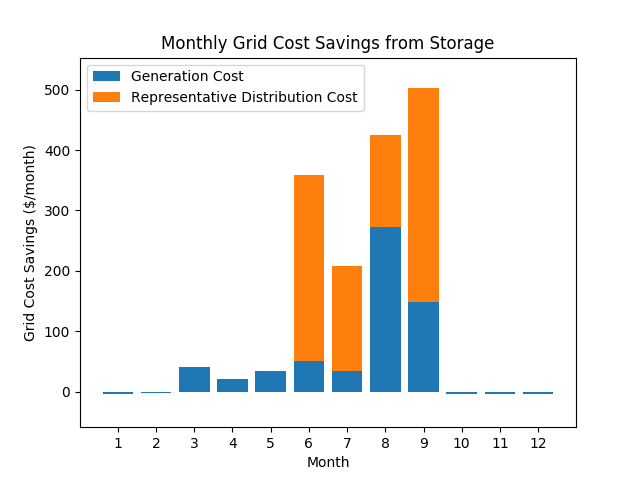 Monthly Grid Cost Savings from Storage
Generation Cost
Representative Distribution Cost
Grid Cost Savings ($/month)
500
400
300
200
100
0
1 2 3 4 5 6 7 8 9 10 11 12
Month